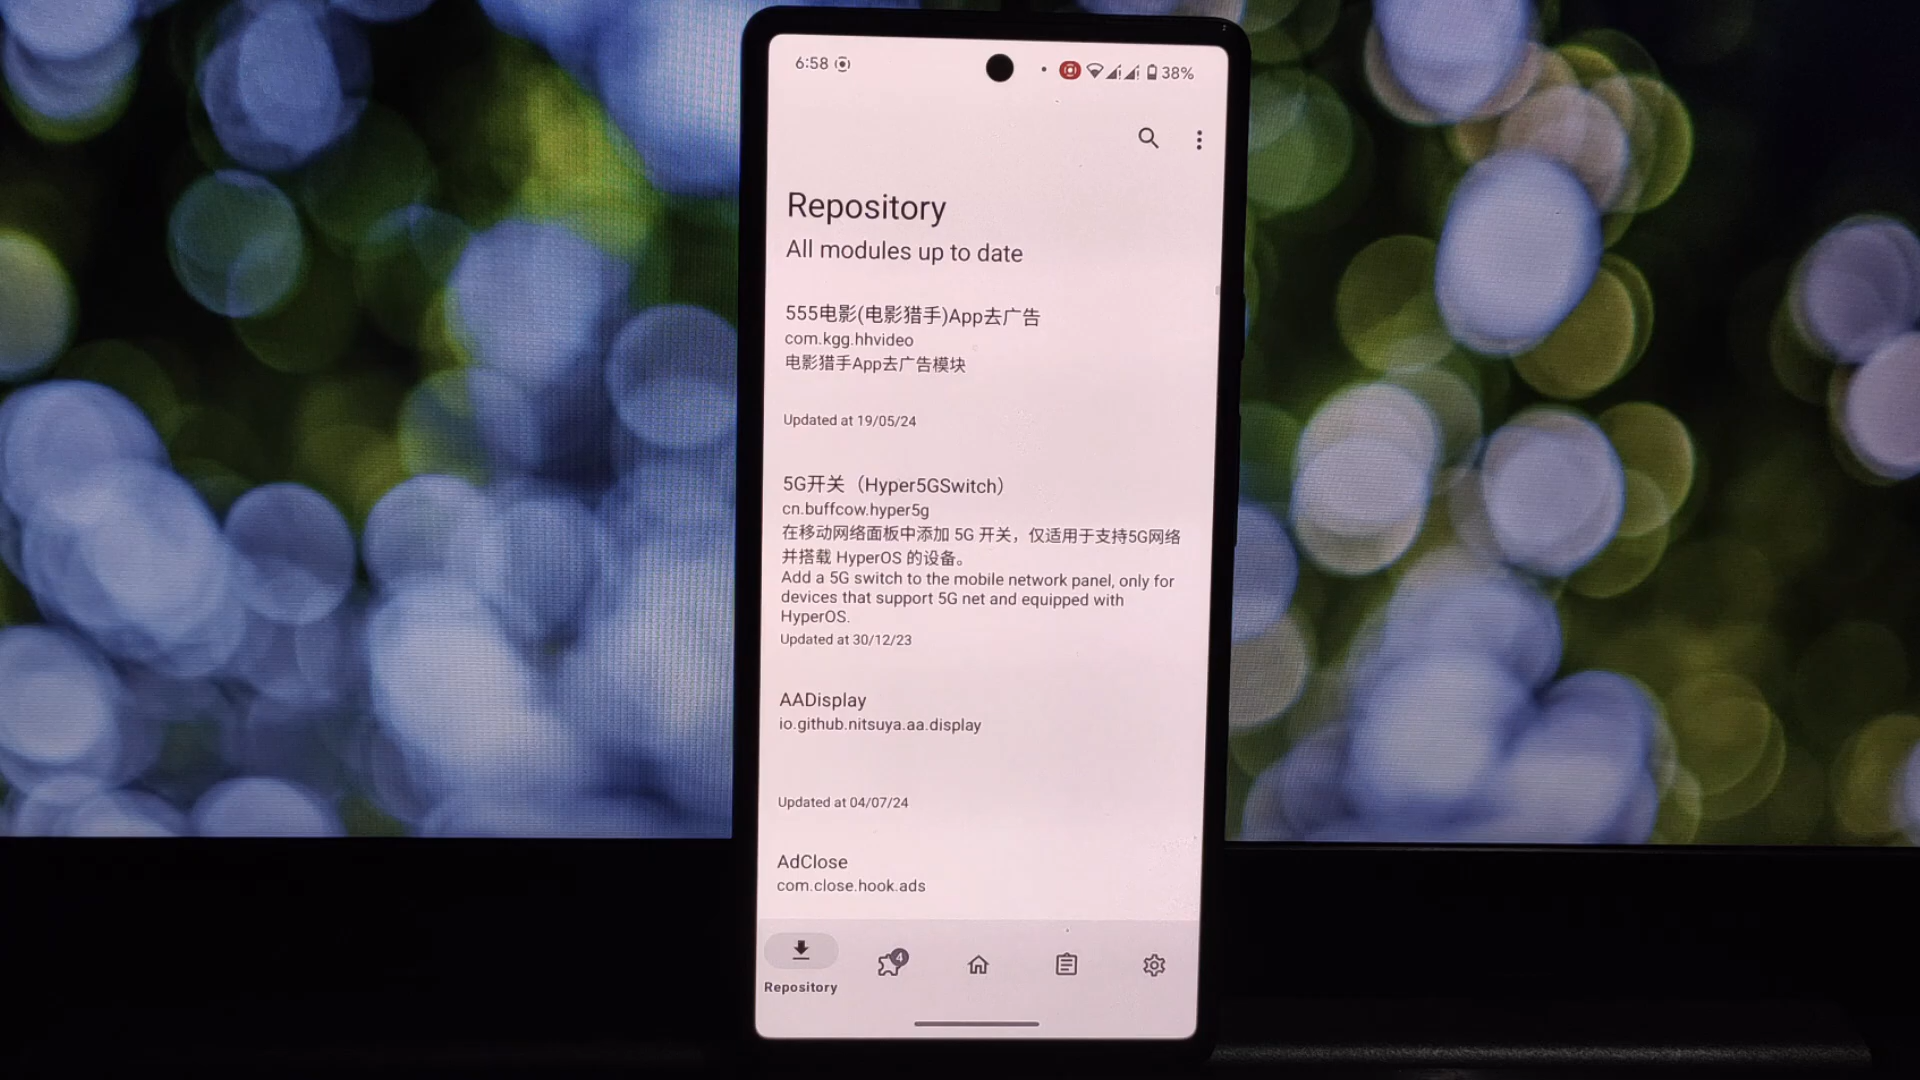 6:58
38%
Repository
All modules up to date
555电影(电影猎手)App去广告
com.kgg.hhvideo
电影猎手App去广告模块
Updated at 19/05/24
5G开关（Hyper5GSwitch）
cn.buffcow.hyper5g
在移动网络面板中添加 5G 开关，仅适用于支持5G网络
并搭载 HyperOS 的设备。
Add a 5G switch to the mobile network panel, only for
devices that support 5G net and equipped with
HyperOS.
Updated at 30/12/23
AADisplay
io.github.nitsuya.aa.display
Updated at 04/07/24
AdClose
com.close.hook.ads
4
Repository